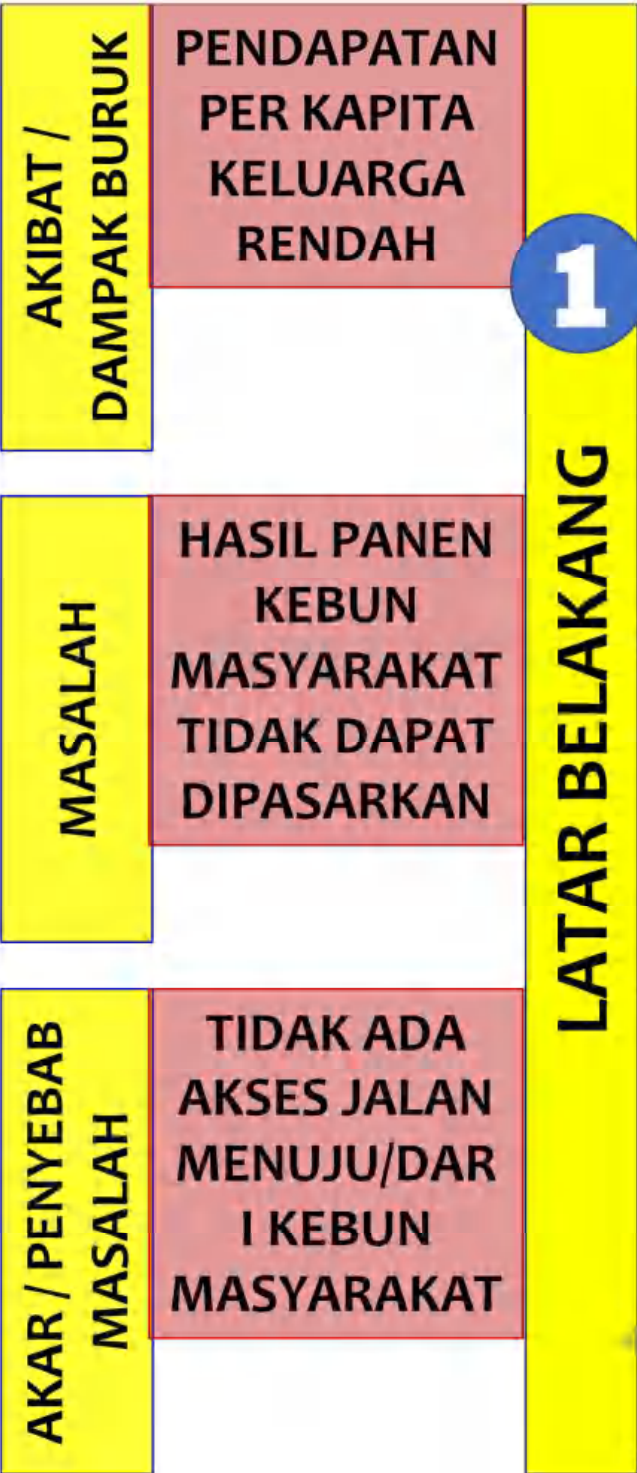 AKIBAT /
DAMPAK BURUK
PENDAPATAN
PER KAPITA
KELUARGA
RENDAH
1
LATAR BELAKANG
MASALAH
HASIL PANEN
KEBUN
MASYARAKAT
TIDAK DAPAT
DIPASARKAN
AKAR / PENYEBAB
MASALAH
TIDAK ADA
AKSES JALAN
MENUJU/DAR
I KEBUN
MASYARAKAT